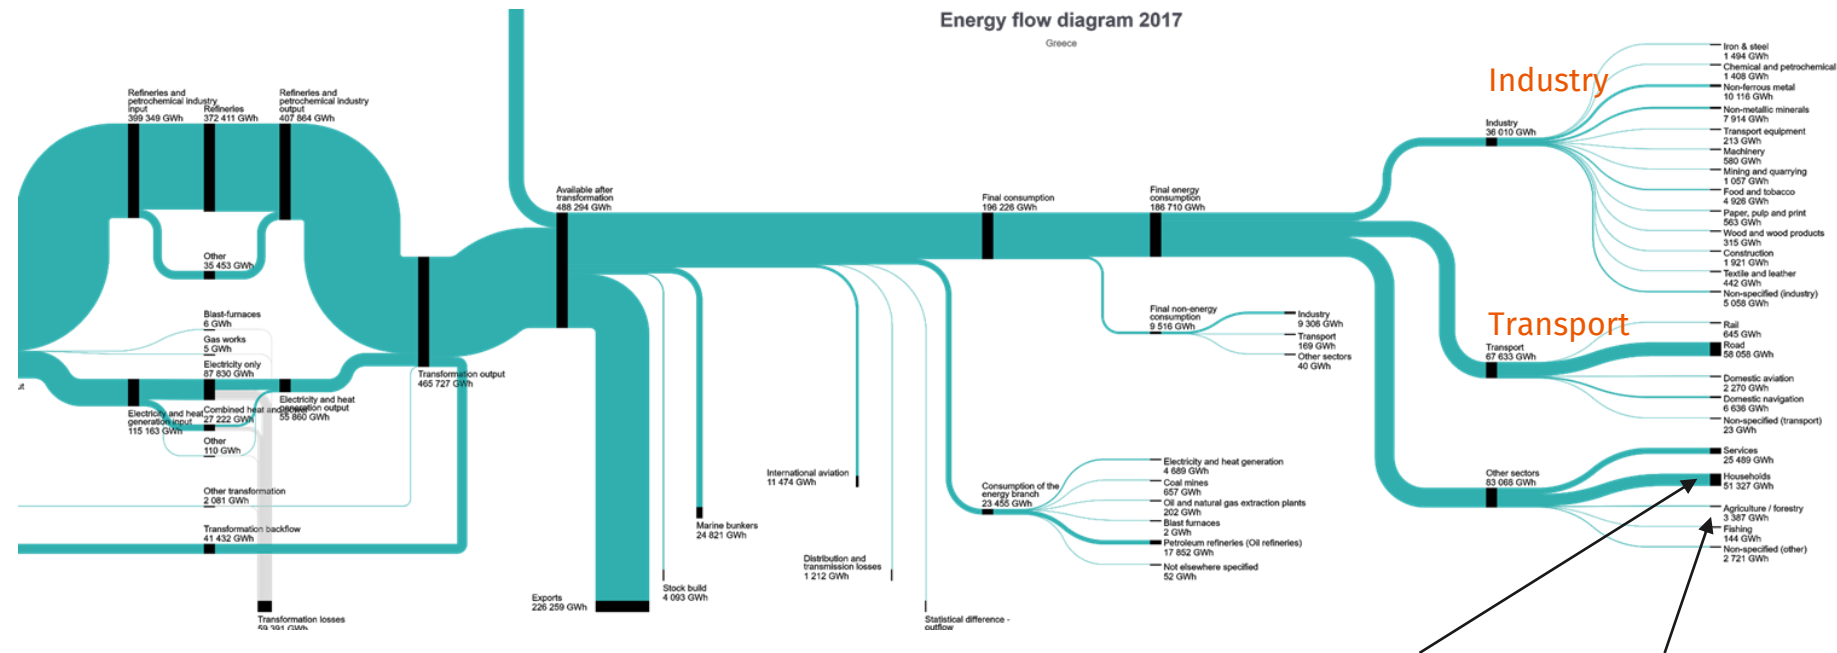 Energy flow diagram 2017
Greece
Refineries and
petrochemical industry
input
399 349 GWh
Refineries
372 411 GWh
Refineries and
petrochemical industry
output
407 864 GWh
Other
35 453 GWh
Blast-furnaces
6 GWh
Gas works
5 GWh
Electricity only
87 830 GWh
Electricity and heat
generation input
115 163 GWh
Combined heat and power
27 222 GWh
Electricity and heat
generation output
55 860 GWh
Other
110 GWh
Other transformation
2 081 GWh
Transformation backflow
41 432 GWh
Transformation losses
59 391 GWh
Transformation output
465 727 GWh
Available after
transformation
488 294 GWh
Exports
226 259 GWh
Stock build
4 093 GWh
Marine bunkers
24 821 GWh
International aviation
11 474 GWh
Distribution and
transmission losses
1 212 GWh
Statistical difference -
outflow
Final consumption
196 226 GWh
Consumption of the
energy branch
23 455 GWh
Electricity and heat generation
4 689 GWh
Coal mines
657 GWh
Oil and natural gas extraction plants
202 GWh
Blast furnaces
2 GWh
Petroleum refineries (Oil refineries)
17 852 GWh
Not elsewhere specified
52 GWh
Final energy
consumption
186 710 GWh
Final non-energy
consumption
9 516 GWh
Industry
9 306 GWh
Transport
169 GWh
Other sectors
40 GWh
Industry
Industry
36 010 GWh
Iron & steel
1 494 GWh
Chemical and petrochemical
1 408 GWh
Non-ferrous metal
10 116 GWh
Non-metallic minerals
7 914 GWh
Transport equipment
213 GWh
Machinery
580 GWh
Mining and quarrying
1 057 GWh
Food and tobacco
4 926 GWh
Paper, pulp and print
563 GWh
Wood and wood products
315 GWh
Construction
1 921 GWh
Textile and leather
442 GWh
Non-specified (industry)
5 058 GWh
Transport
Transport
67 633 GWh
Rail
645 GWh
Road
58 058 GWh
Domestic aviation
2 270 GWh
Domestic navigation
6 636 GWh
Non-specified (transport)
23 GWh
Other sectors
83 068 GWh
Services
25 489 GWh
Households
51 327 GWh
Agriculture / forestry
3 387 GWh
Fishing
144 GWh
Non-specified (other)
2 721 GWh